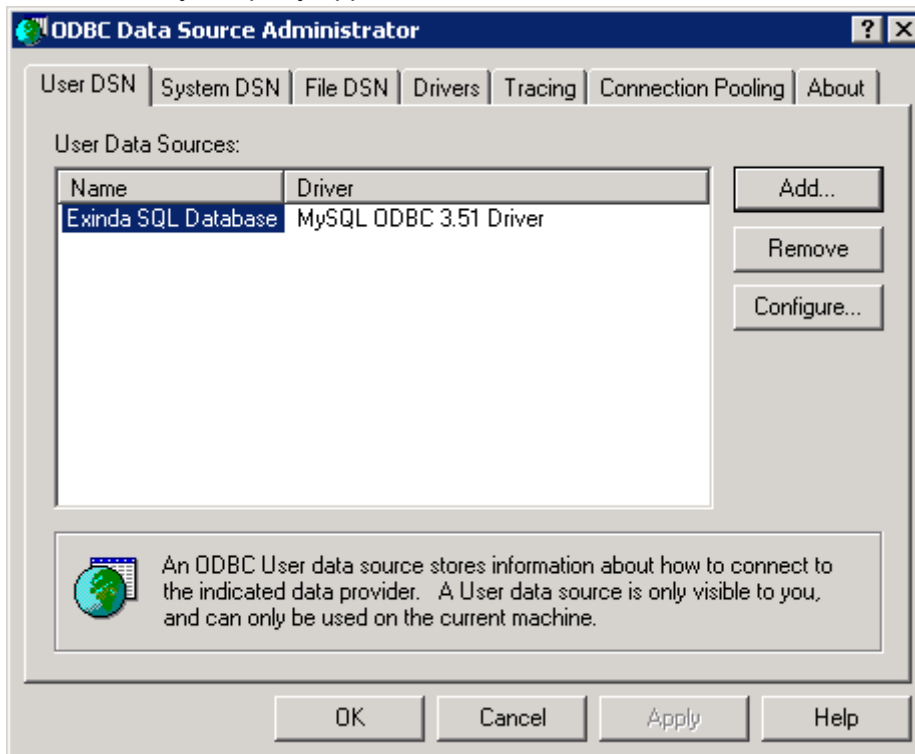 ODBC Data Source Administrator
User DSN System DSN File DSN Drivers Tracing Connection Pooling About
User Data Sources:
Name Driver
Add...
Exinda SQL Database MySQL ODBC 3.51 Driver
Remove
Configure...
An ODBC User data source stores information about how to connect to
the indicated data provider. A User data source is only visible to you,
and can only be used on the current machine.
OK Cancel Apply Help